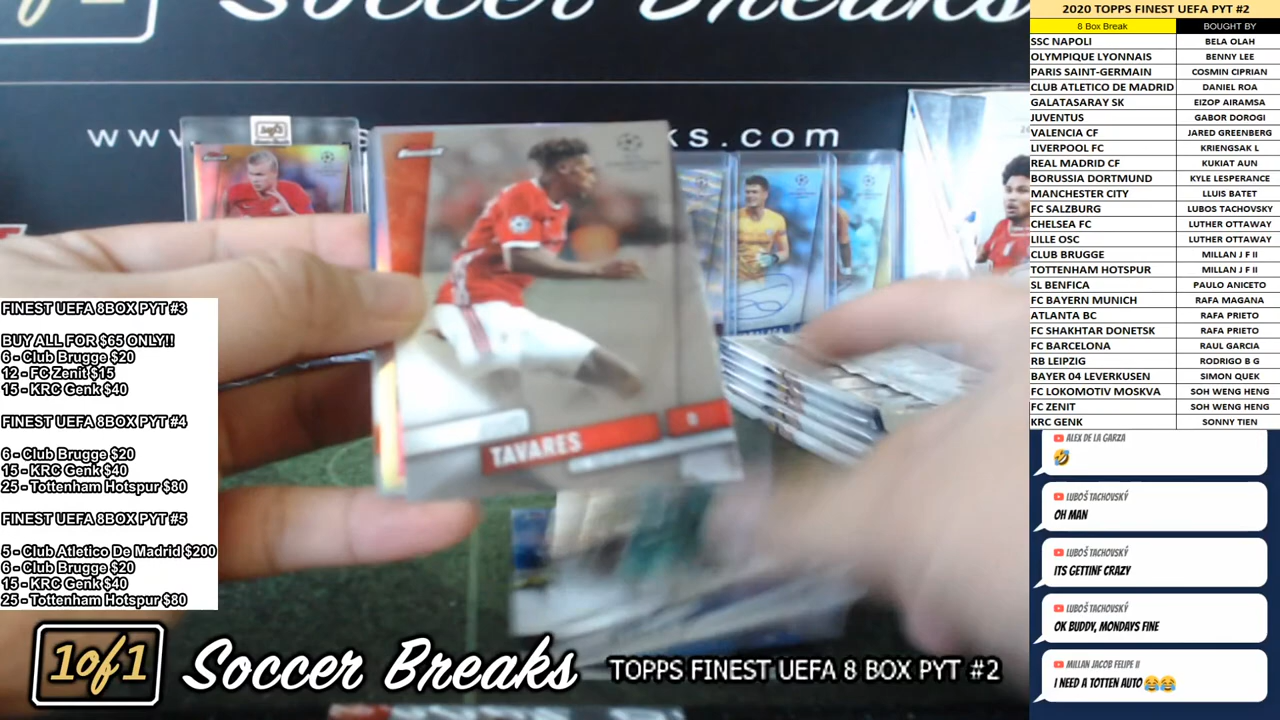 Soccer Breaks
www
s.com
TAVARES
FINEST UEFA 8BOX PYT #3
BUY ALL FOR $65 ONLY!!
6 - Club Brugge $20
12 - FC Zenit $15
15 - KRC Genk $40
FINEST UEFA 8BOX PYT #4
6 - Club Brugge $20
15 - KRC Genk $40
25 - Tottenham Hotspur $80
FINEST UEFA 8BOX PYT #5
5 - Club Atletico De Madrid $200
6 - Club Brugge $20
15 - KRC Genk $40
25 - Tottenham Hotspur $80
1of1 Soccer Breaks TOPPS FINEST UEFA 8 BOX PYT #2
2020 TOPPS FINEST UEFA PYT #2
8 Box Break BOUGHT BY
SSC NAPOLI BELA OLAH
OLYMPIQUE LYONNAIS BENNY LEE
PARIS SAINT-GERMAIN COSMIN CIPRIAN
CLUB ATLETICO DE MADRID DANIEL ROA
GALATASARAY SK EIZOP AIRAMSA
JUVENTUS GABOR DOROGI
VALENCIA CF JARED GREENBERG
LIVERPOOL FC KRIENGSAK L
REAL MADRID CF KUKIAT AUN
BORUSSIA DORTMUND KYLE LESPERANCE
MANCHESTER CITY LLUIS BATET
FC SALZBURG LUBOS TACHOVSKY
CHELSEA FC LUTHER OTTAWAY
LILLE OSC LUTHER OTTAWAY
CLUB BRUGGE MILLAN J F II
TOTTENHAM HOTSPUR MILLAN J F II
SL BENFICA PAULO ANICETO
FC BAYERN MUNICH RAFA MAGANA
ATLANTA BC RAFA PRIETO
FC SHAKHTAR DONETSK RAFA PRIETO
FC BARCELONA RAUL GARCIA
RB LEIPZIG RODRIGO B G
BAYER 04 LEVERKUSEN SIMON QUEK
FC LOKOMOTIV MOSKVA SOH WENG HENG
FC ZENIT SOH WENG HENG
KRC GENK SONNY TIEN
ALEX DE LA GARZA
🤣
LUBOŠ TACHOVSKÝ
OH MAN
LUBOŠ TACHOVSKÝ
ITS GETTINF CRAZY
LUBOŠ TACHOVSKÝ
OK BUDDY, MONDAYS FINE
MILLAN JACOB FELIPE II
I NEED A TOTTEN AUTO 😂😂